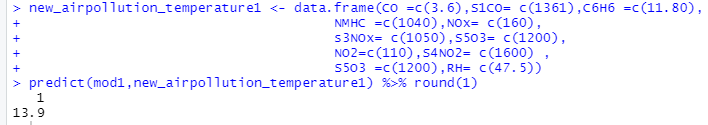 > new_airpollution_temperature1 <- data.frame(CO =c(3.6),S1CO= c(1361),C6H6 =c(11.80),
+ NMHC =c(1040),NOx= c(160),
+ s3NOx= c(1050),S5O3= c(1200),
+ NO2=c(110),S4NO2= c(1600) ,
+ S5O3 =c(1200),RH= c(47.5))
> predict(mod1,new_airpollution_temperature1) %>% round(1)
1
13.9